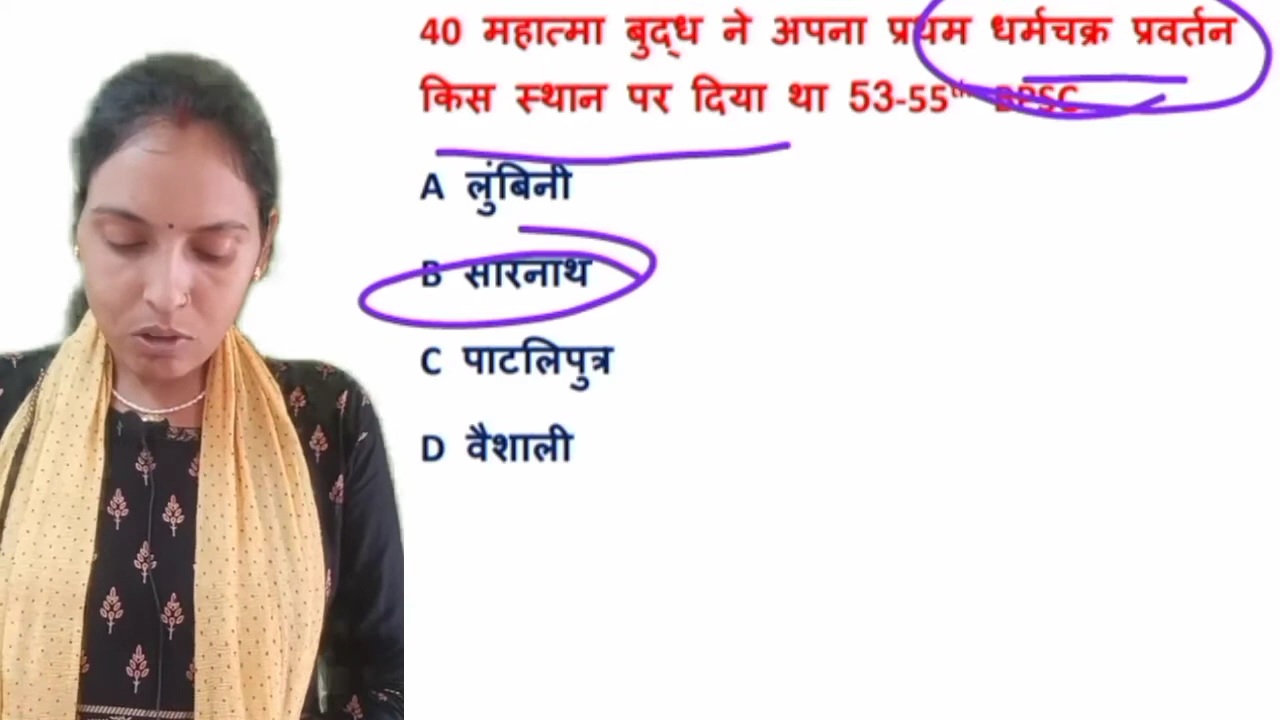 40 महात्मा बुद्ध ने अपना प्रथम धर्मचक्र प्रवर्तन
किस स्थान पर दिया था 53-55th BPSC
A लुंबिनी
B सारनाथ
C पाटलिपुत्र
D वैशाली